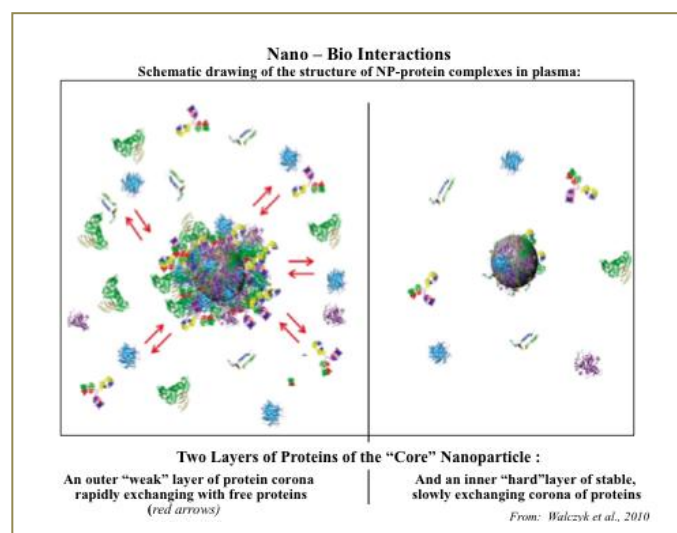 Nano – Bio Interactions
Schematic drawing of the structure of NP-protein complexes in plasma:
Two Layers of Proteins of the “Core” Nanoparticle :
An outer “weak” layer of protein corona
rapidly exchanging with free proteins
(red arrows)
And an inner “hard”layer of stable,
slowly exchanging corona of proteins
From: Walczyk et al., 2010